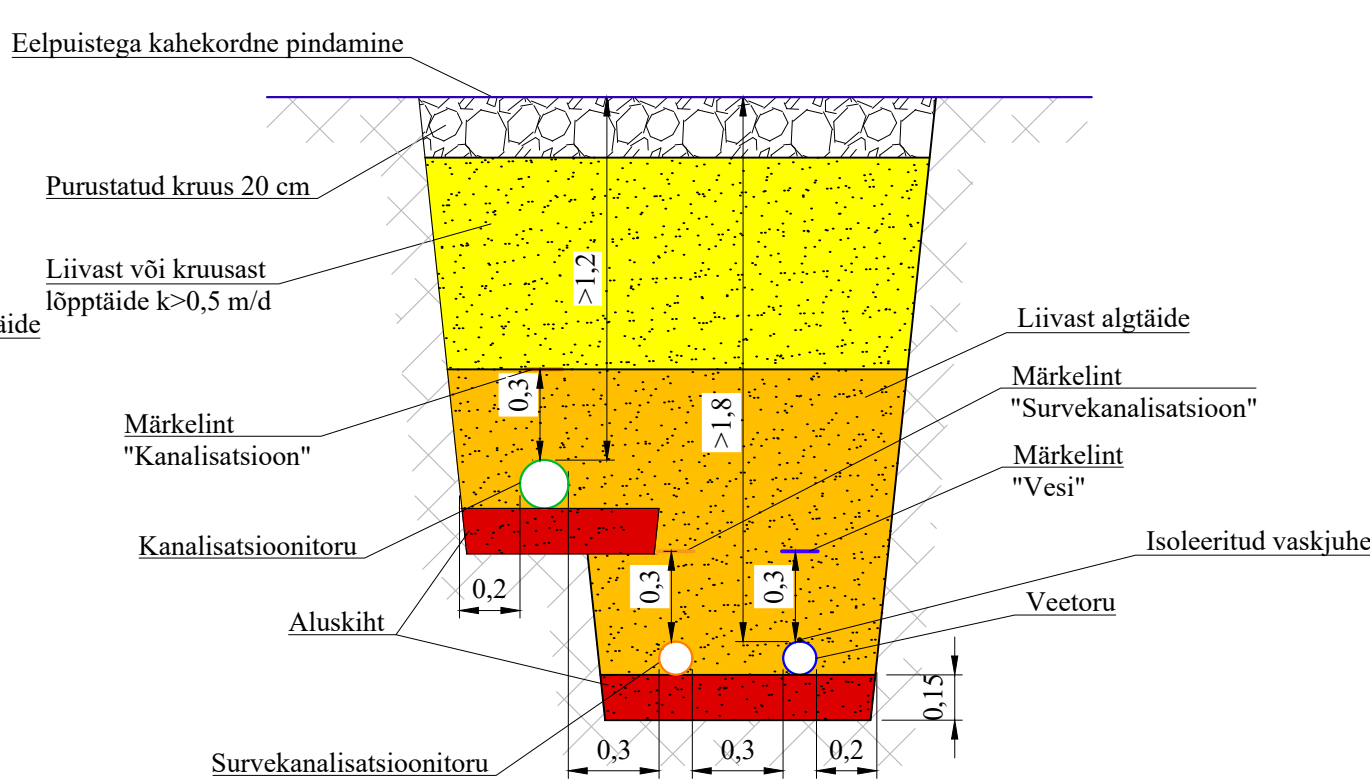 Eelpuistega kahekordne pindamine
Purustatud kruus 20 cm
Liivast või kruusast
lõpptäide k>0,5 m/d
äide
Märkelint
"Kanalisatsioon"
Kanalisatsioonitoru
Aluskiht
Survekanalisatsioonitoru
>1,2
0,3
>1,8
0,2
0,3
0,3
0,3
0,3
0,2
0,15
Liivast algtäide
Märkelint
"Survekanalisatsioon"
Märkelint
"Vesi"
Isoleeritud vaskjuhe
Veetoru